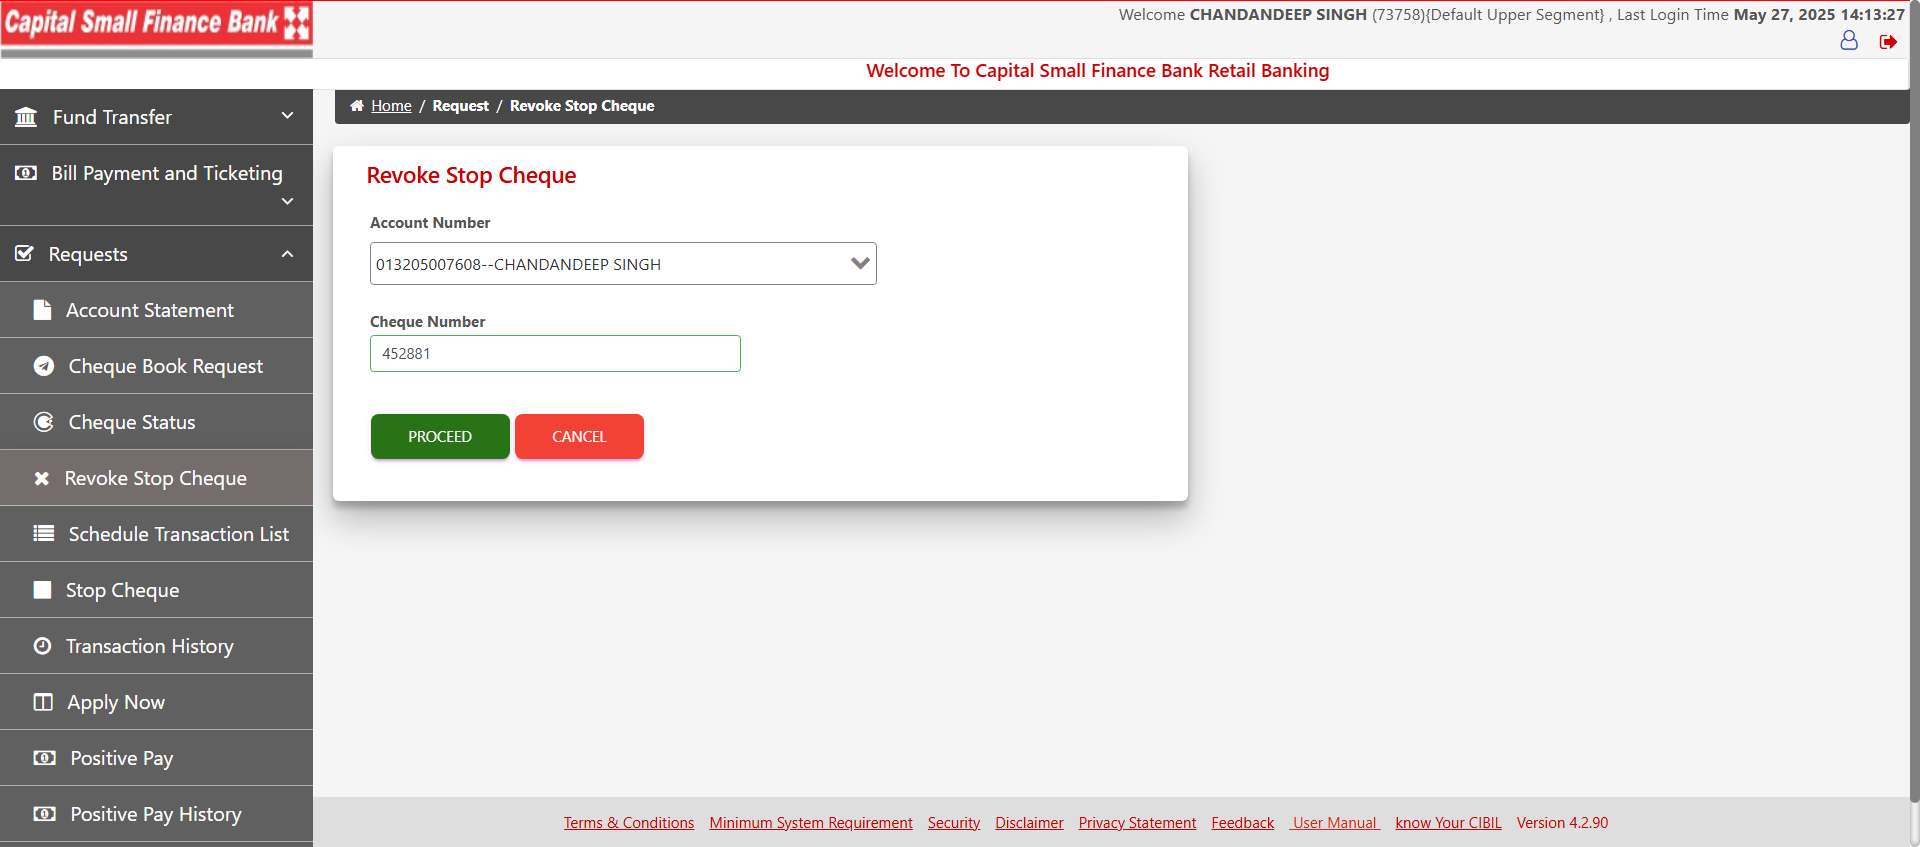 Capital Small Finance Bank
Welcome CHANDANDEEP SINGH (73758){Default Upper Segment} , Last Login Time May 27, 2025 14:13:27
Welcome To Capital Small Finance Bank Retail Banking
Home / Request / Revoke Stop Cheque
Fund Transfer
Bill Payment and Ticketing
Requests
Account Statement
Cheque Book Request
Cheque Status
Revoke Stop Cheque
Schedule Transaction List
Stop Cheque
Transaction History
Apply Now
Positive Pay
Positive Pay History
Revoke Stop Cheque
Account Number
013205007608--CHANDANDEEP SINGH
Cheque Number
452881
PROCEED CANCEL
Terms & Conditions Minimum System Requirement Security Disclaimer Privacy Statement Feedback User Manual know Your CIBIL Version 4.2.90